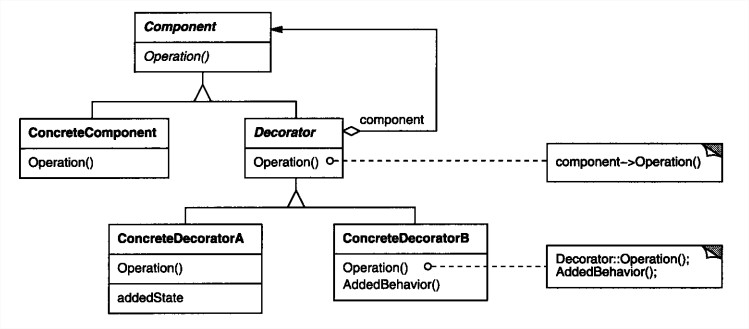 Component
Operation()
component
ConcreteComponent
Operation()
Decorator
Operation()
component->Operation()
ConcreteDecoratorA
Operation()
addedState
ConcreteDecoratorB
Operation()
AddedBehavior()
Decorator::Operation();
AddedBehavior();